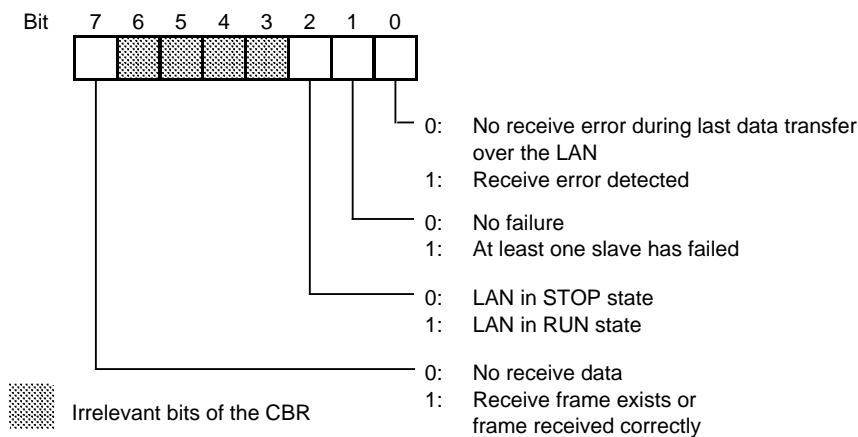 Bit 7 6 5 4 3 2 1 0
0: No receive error during last data transfer
over the LAN
1: Receive error detected
0: No failure
1: At least one slave has failed
0: LAN in STOP state
1: LAN in RUN state
0: No receive data
1: Receive frame exists or
frame received correctly
Irrelevant bits of the CBR